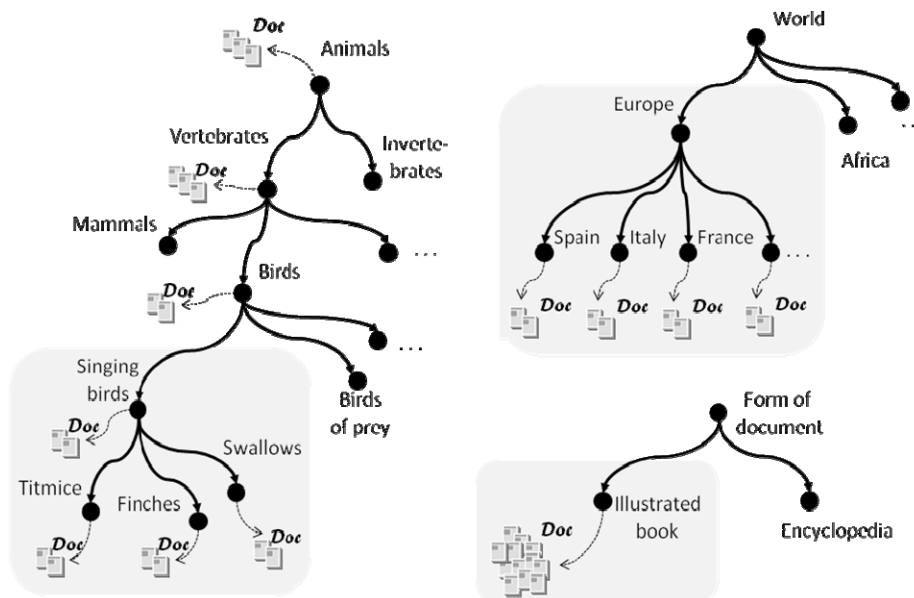 Doc
Animals
Vertebrates
Inverte-
brates
Doc
Mammals
...
Birds
Doc
...
Singing
birds
Birds
of prey
Doc
Swallows
Titmice
Finches
Doc
Doc
Doc
World
Europe
...
Africa
Spain
Italy
France
...
Doc
Doc
Doc
Doc
Form of
document
Doc
Illustrated
book
Encyclopedia